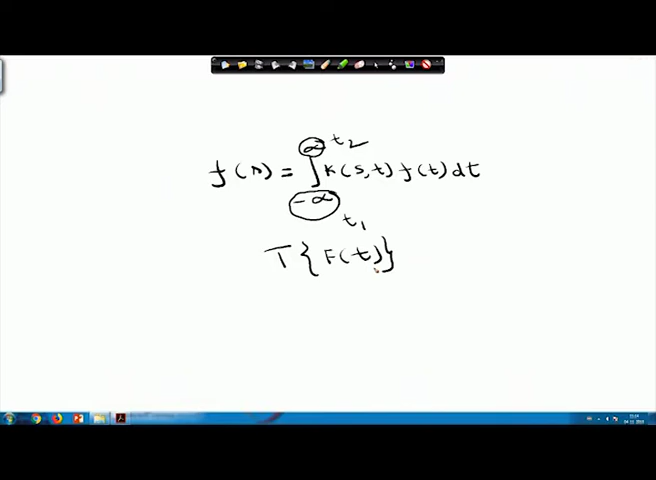 f(s) = ∫_{-∞}^{∞} K(s,t) f(t) dt
t2
t1
T{F(t)}